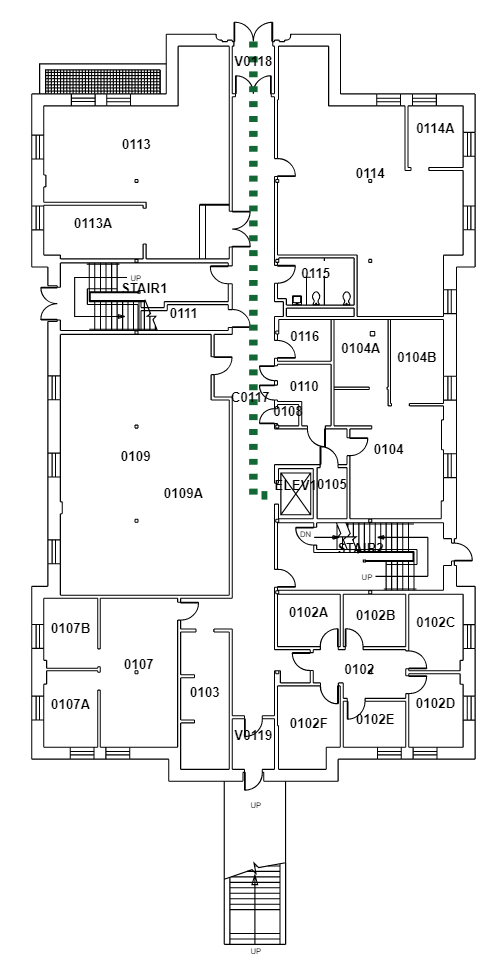 V0118
0114A
0113
0114
0113A
0115
UP
STAIR1
0111
0116
0104A
0104B
0110
C0117
0108
0104
0109
ELEV1
0105
0109A
DN
STAIR2
UP
0102A
0102B
0102C
0107B
0107
0102
0103
0107A
0102D
0102F
0102E
V0119
UP
UP